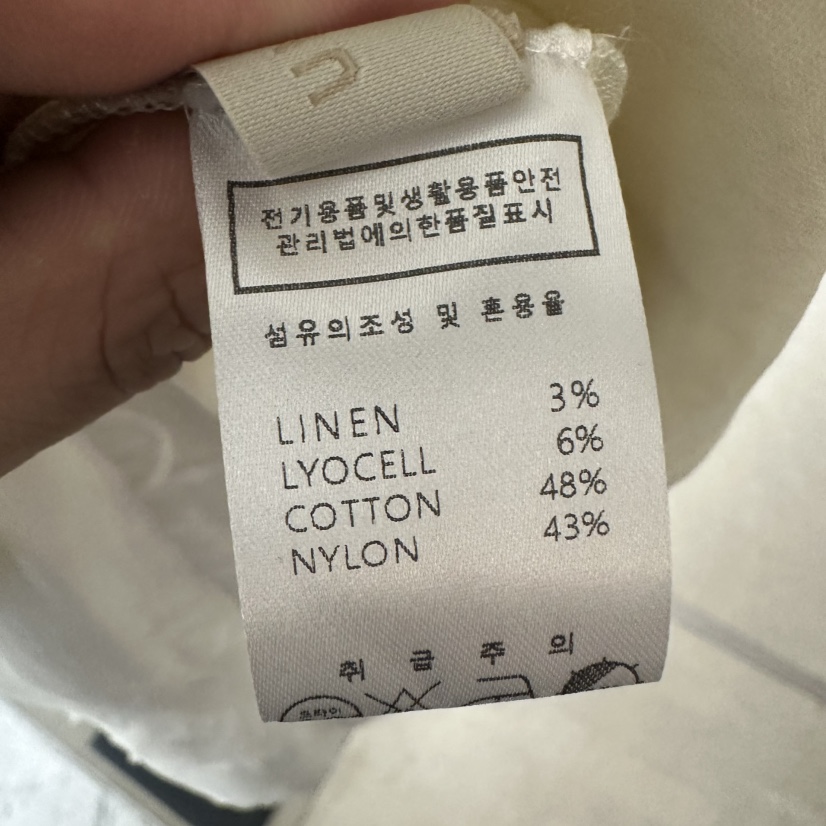 전기용품및생활용품안전
관리법에의한품질표시
섬유의조성 및 혼용율
LINEN 3%
LYOCELL 6%
COTTON 48%
NYLON 43%
취급주의